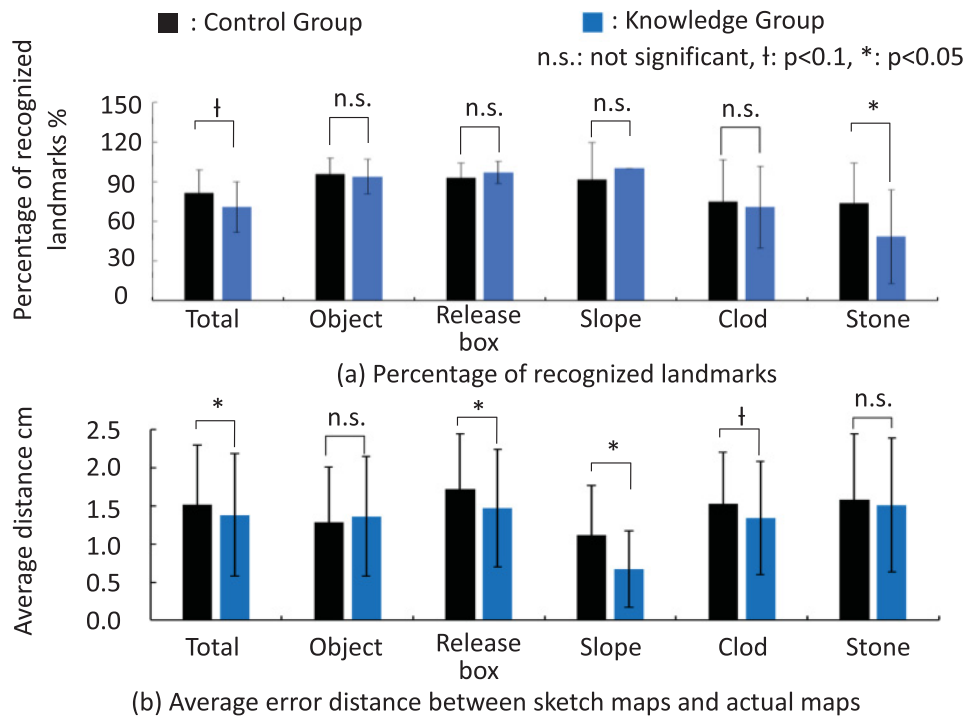 : Control Group
: Knowledge Group
n.s.: not significant, ƚ: p<0.1, *: p<0.05
Percentage of recognized
landmarks %
150
120
90
60
30
0
ƚ
n.s.
n.s.
n.s.
n.s.
*
Total
Object
Release
box
Slope
Clod
Stone
(a) Percentage of recognized landmarks
Average distance cm
2.5
2.0
1.5
1.0
0.5
0.0
*
n.s.
*
*
ƚ
n.s.
Total
Object
Release
box
Slope
Clod
Stone
(b) Average error distance between sketch maps and actual maps